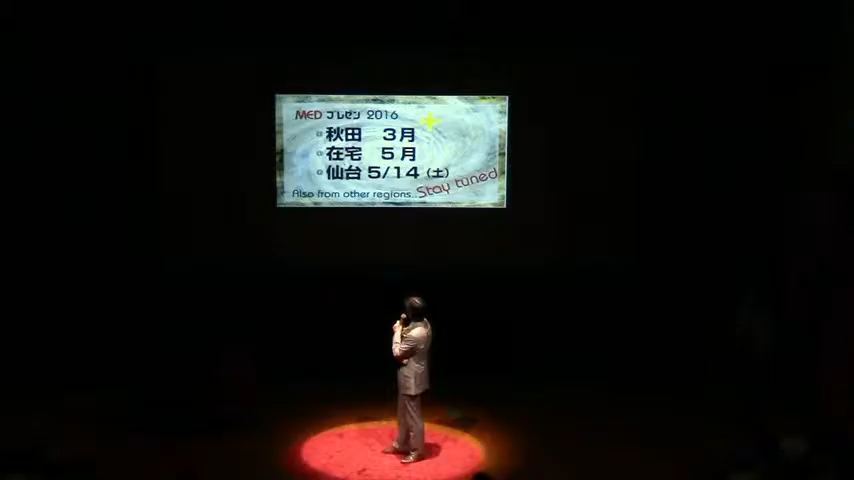 MED プレゼン 2016
@ 秋田 3月
@ 在宅 5月
@ 仙台 5/14 (土)
Also from other regions... Stay tuned